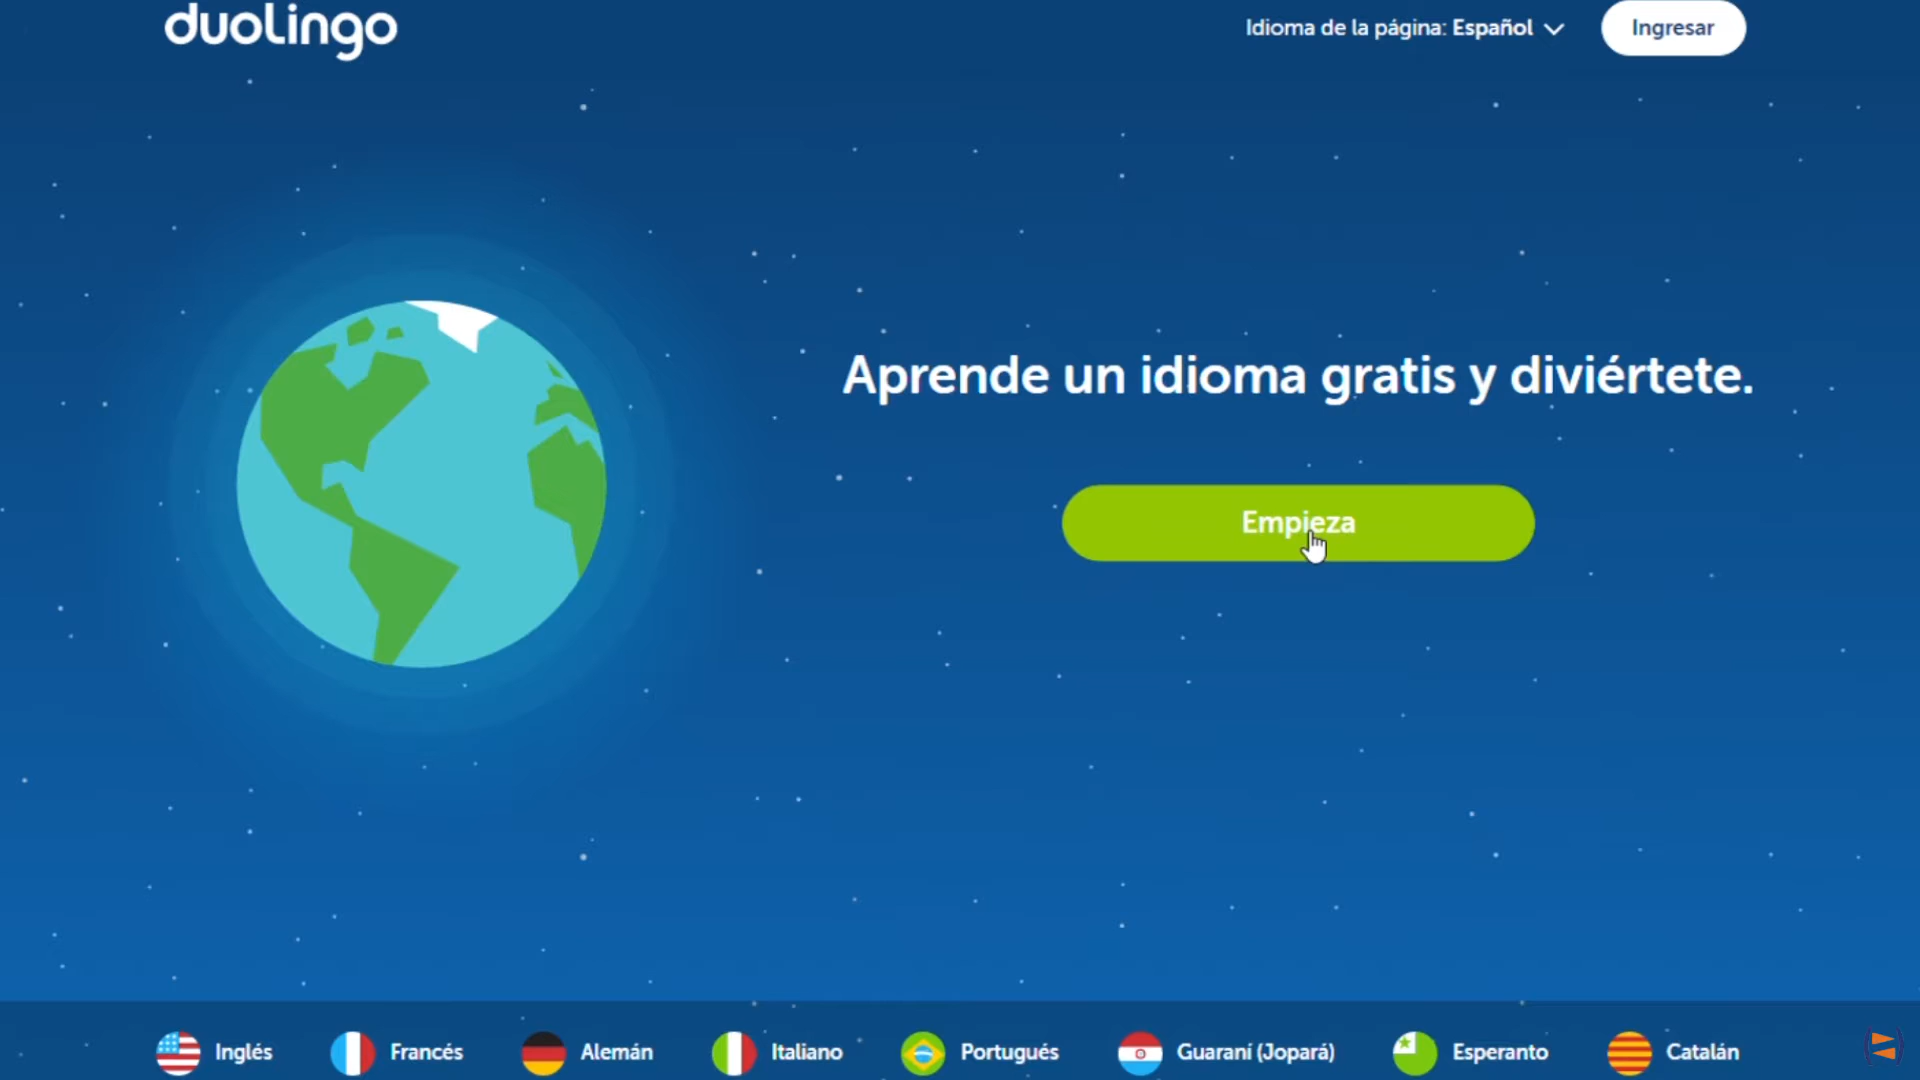 duolingo
Idioma de la página: Español
Ingresar
Aprende un idioma gratis y diviértete.
Empieza
Inglés
Francés
Alemán
Italiano
Portugués
Guaraní (Jopará)
Esperanto
Catalán